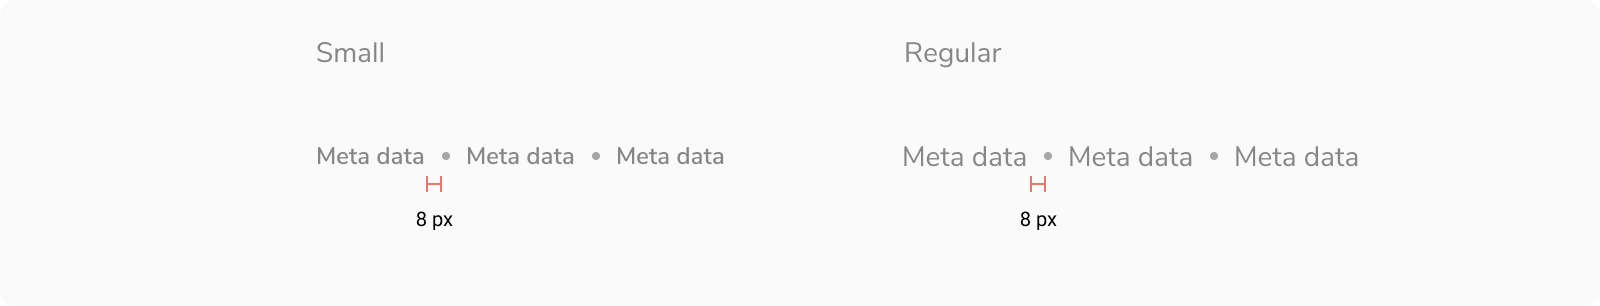 Small
Regular
Meta data • Meta data • Meta data
Meta data • Meta data • Meta data
8 px
8 px